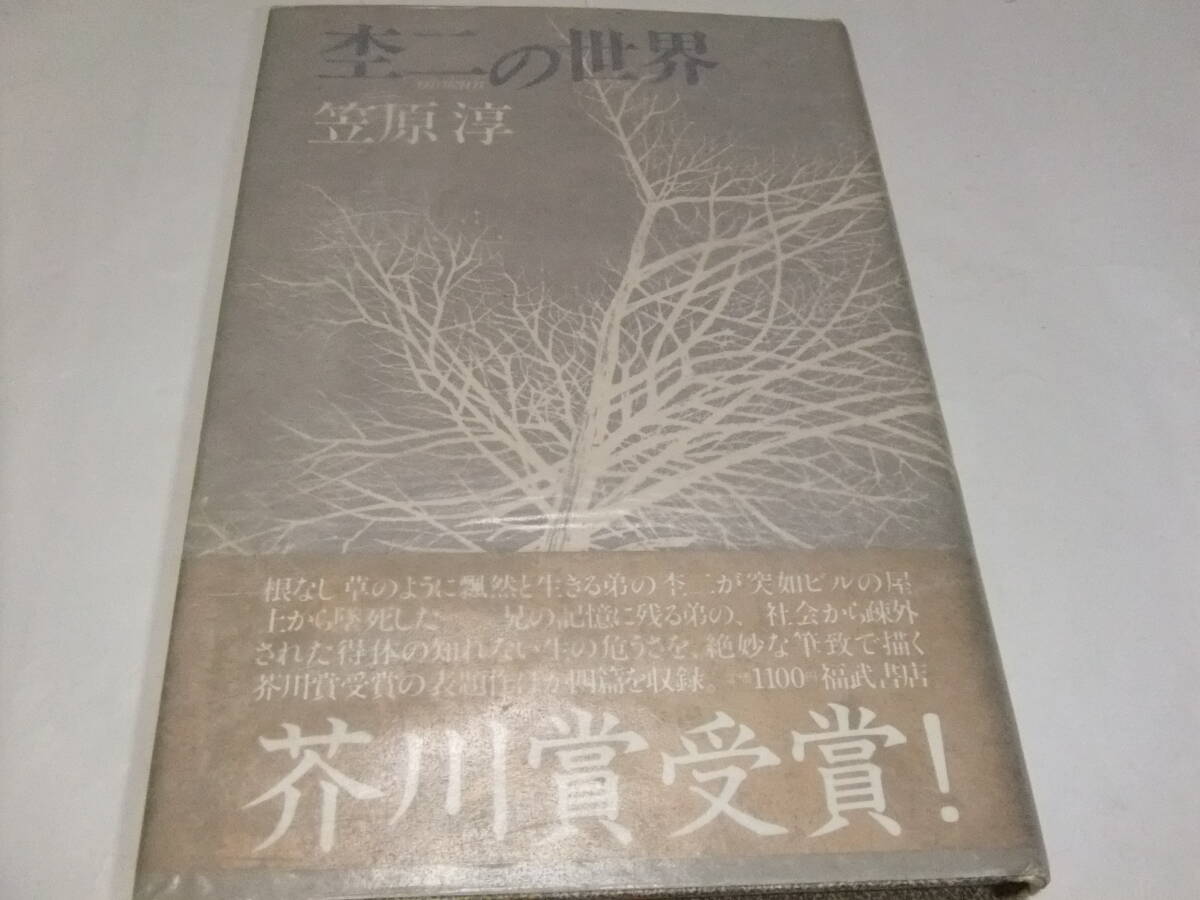 杢二の世界
笠原 淳
根なし草のように飄然と生きる弟の杢二が突如ビルの屋
上から墜死した── 兄の記憶に残る弟の、社会から疎外
された得体の知れない生の危うさを、絶妙な筆致で描く
芥川賞受賞の表題作ほか四篇を収録。 1100円 福武書店
芥川賞受賞!